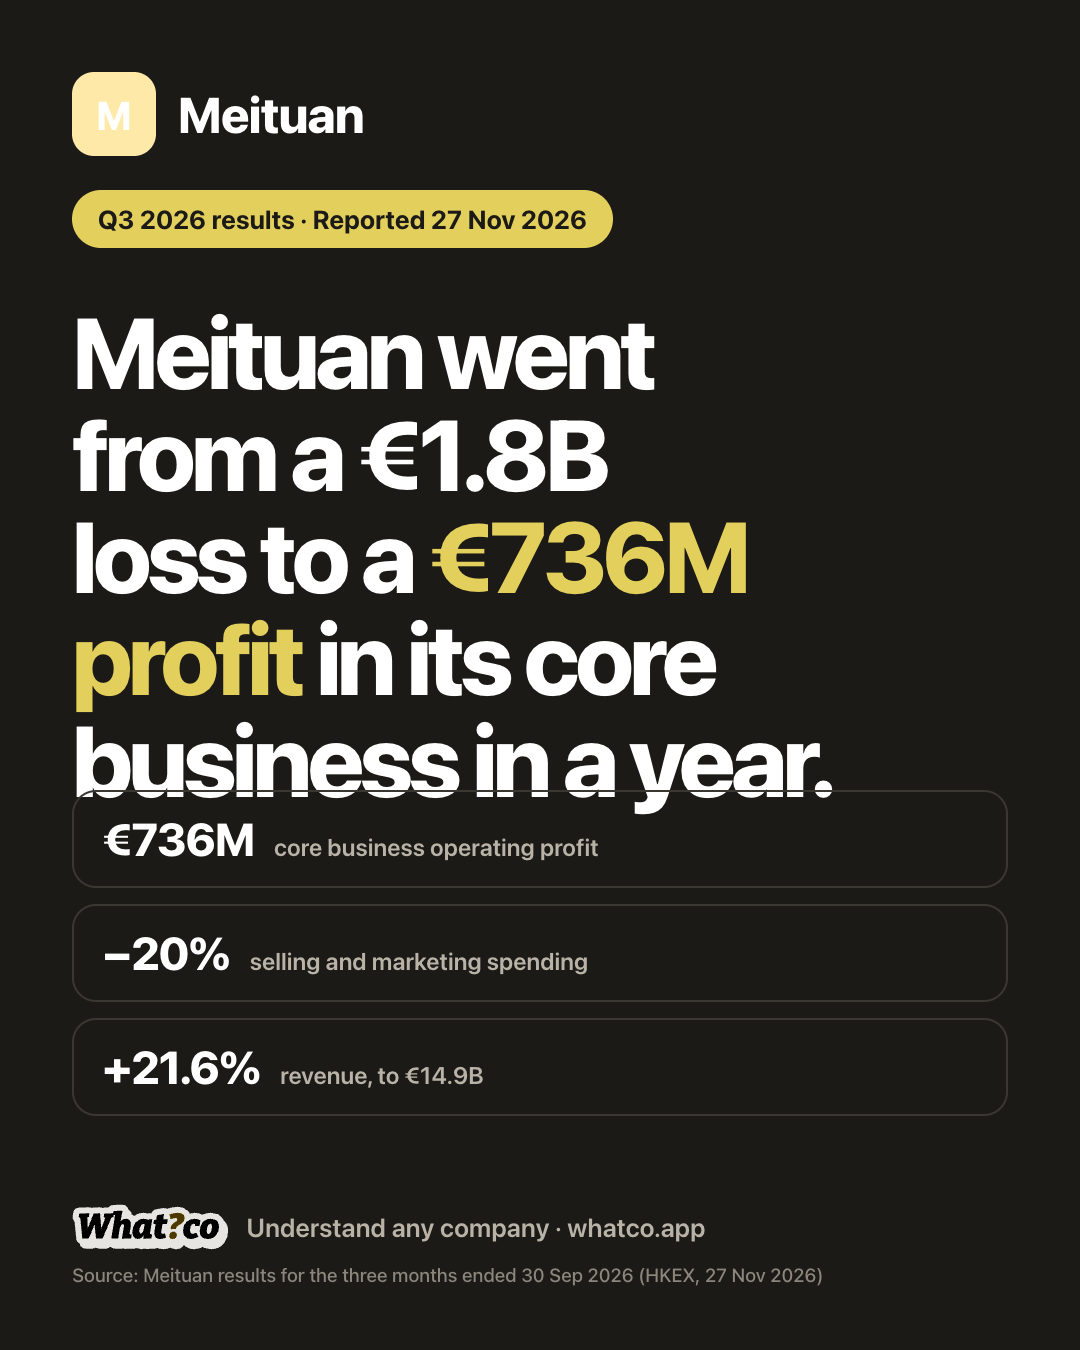 M
Meituan
Q3 2026 results · Reported 27 Nov 2026
Meituan went
from a €1.8B
loss to a €736M
profit in its core
business in a year.
€736M core business operating profit
−20% selling and marketing spending
+21.6% revenue, to €14.9B
What?co Understand any company · whatco.app
Source: Meituan results for the three months ended 30 Sep 2026 (HKEX, 27 Nov 2026)